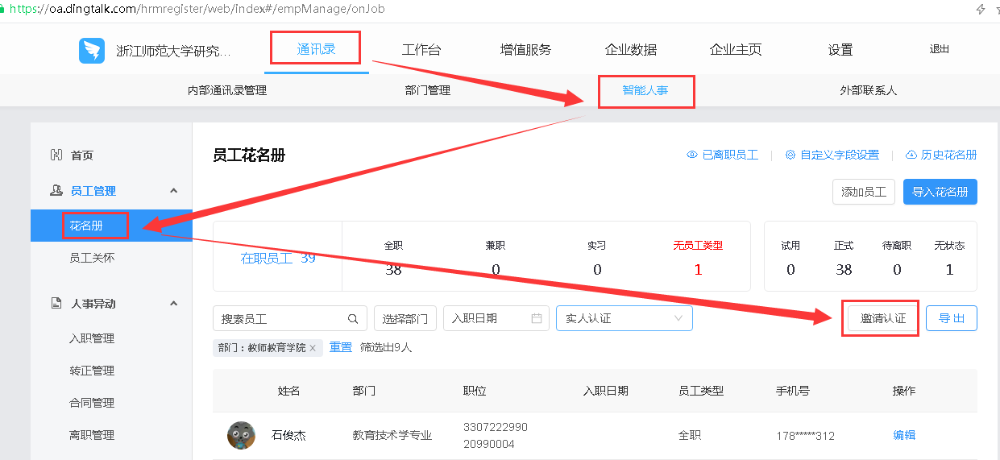 https://oa.dingtalk.com/hrmregister/web/index#/empManage/onJob
浙江师范大学研究... 通讯录 工作台 增值服务 企业数据 企业主页 设置 退出
内部通讯录管理 部门管理 智能人事 外部联系人
首页
员工管理
花名册
员工关怀
人事异动
入职管理
转正管理
合同管理
离职管理
员工花名册 已离职员工 自定义字段设置 历史花名册
添加员工 导入花名册
全职 兼职 实习 无员工类型 试用 正式 待离职 无状态
在职员工 39
38 0 0 1 0 38 0 1
搜索员工 选择部门 入职日期 实人认证 邀请认证 导出
部门：教师教育学院 × 重置 筛选出9人
姓名 部门 职位 入职日期 员工类型 手机号 操作
石俊杰 教育技术学专业 3307222990 全职 178*****312 编辑
20990004